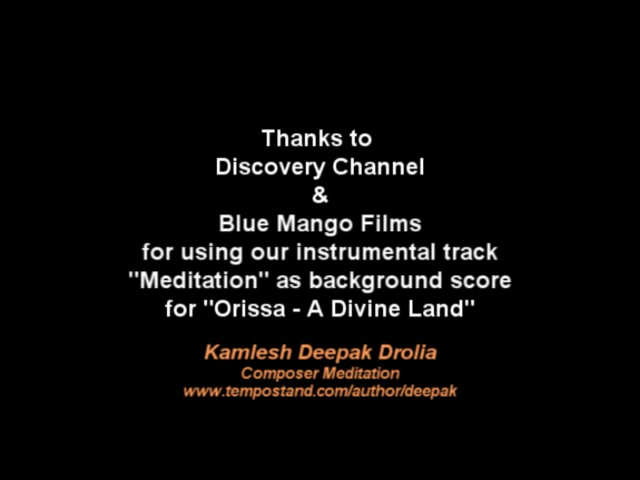 Thanks to
Discovery Channel
&
Blue Mango Films
for using our instrumental track
"Meditation" as background score
for "Orissa - A Divine Land"
Kamlesh Deepak Drolia
Composer Meditation
www.tempostand.com/author/deepak